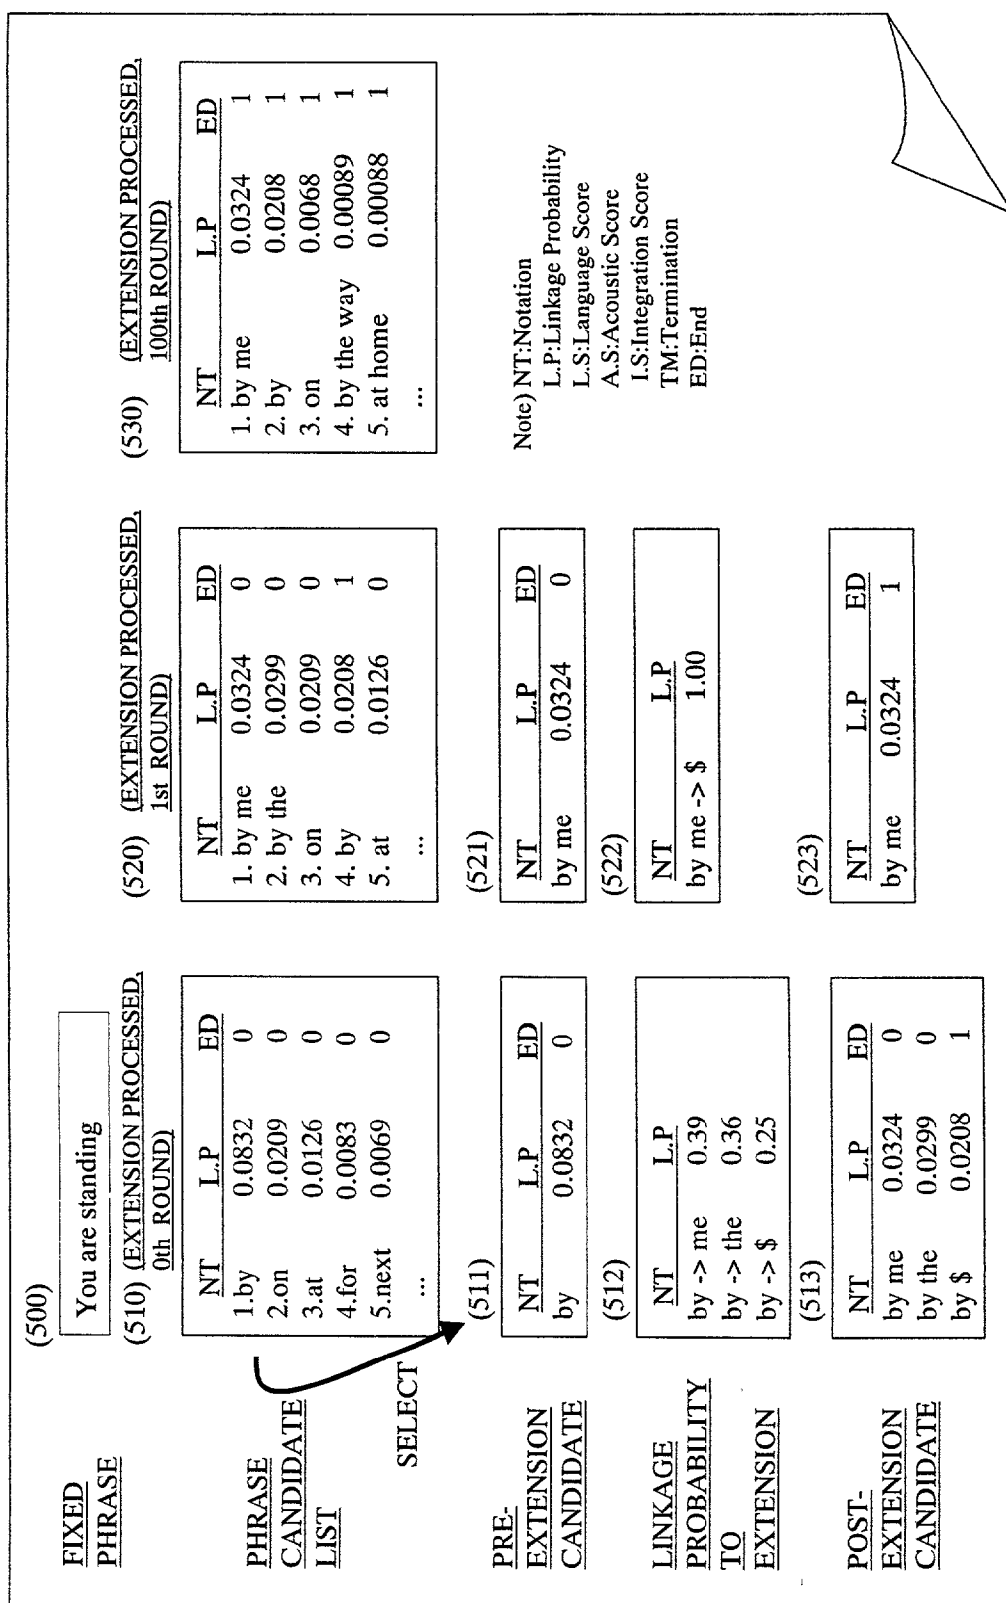 (500)
FIXED
PHRASE
You are standing
(510) (EXTENSION PROCESSED,
0th ROUND)
(520) (EXTENSION PROCESSED,
1st ROUND)
(530) (EXTENSION PROCESSED,
100th ROUND)
PHRASE
CANDIDATE
LIST
NT L.P ED
1.by 0.0832 0
2.on 0.0209 0
3.at 0.0126 0
4.for 0.0083 0
5.next 0.0069 0
...
NT L.P ED
1. by me 0.0324 0
2. by the 0.0299 0
3. on 0.0209 0
4. by 0.0208 1
5. at 0.0126 0
...
NT L.P ED
1. by me 0.0324 1
2. by 0.0208 1
3. on 0.0068 1
4. by the way 0.00089 1
5. at home 0.00088 1
...
SELECT
PRE-
EXTENSION
CANDIDATE
(511)
NT L.P ED
by 0.0832 0
(521)
NT L.P ED
by me 0.0324 0
Note) NT:Notation
L.P:Linkage Probability
L.S:Language Score
A.S:Acoustic Score
I.S:Integration Score
TM:Termination
ED:End
LINKAGE
PROBABILITY
TO
EXTENSION
(512)
NT L.P
by -> me 0.39
by -> the 0.36
by -> $ 0.25
(522)
NT L.P
by me -> $ 1.00
POST-
EXTENSION
CANDIDATE
(513)
NT L.P ED
by me 0.0324 0
by the 0.0299 0
by $ 0.0208 1
(523)
NT L.P ED
by me 0.0324 1